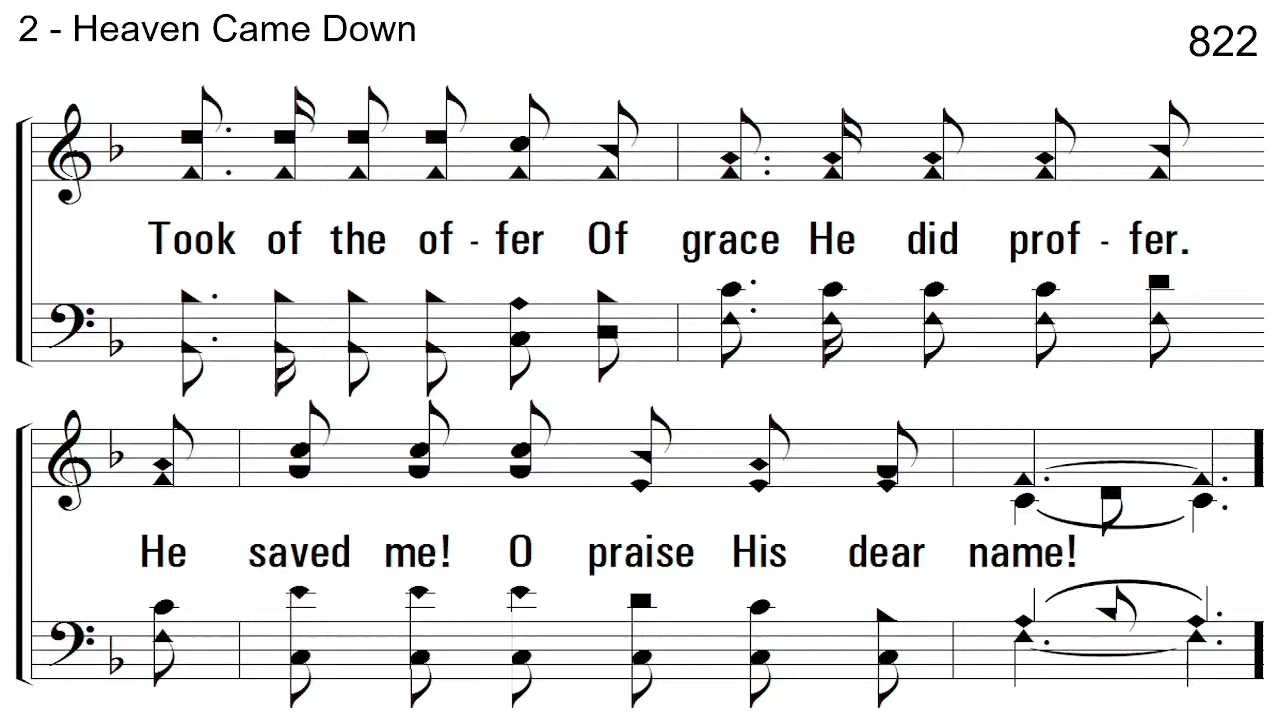 2 - Heaven Came Down
822
Took of the of - fer Of grace He did prof - fer.
He saved me! O praise His dear name!